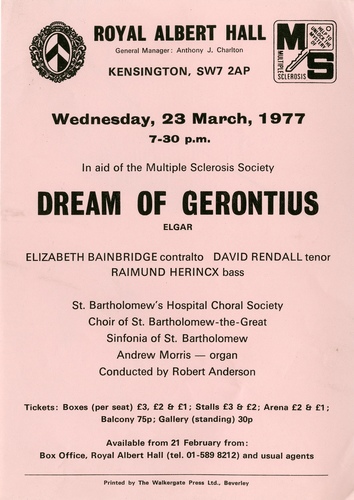 ROYAL ALBERT HALL
General Manager: Anthony J. Charlton
KENSINGTON, SW7 2AP
MS
MULTIPLE SCLEROSIS
Wednesday, 23 March, 1977
7-30 p.m.
In aid of the Multiple Sclerosis Society
DREAM OF GERONTIUS
ELGAR
ELIZABETH BAINBRIDGE contralto DAVID RENDALL tenor
RAIMUND HERINCX bass
St. Bartholomew's Hospital Choral Society
Choir of St. Bartholomew-the-Great
Sinfonia of St. Bartholomew
Andrew Morris — organ
Conducted by Robert Anderson
Tickets: Boxes (per seat) £3, £2 & £1; Stalls £3 & £2; Arena £2 & £1;
Balcony 75p; Gallery (standing) 30p
Available from 21 February from:
Box Office, Royal Albert Hall (tel. 01-589 8212) and usual agents
Printed by The Walkergate Press Ltd., Beverley